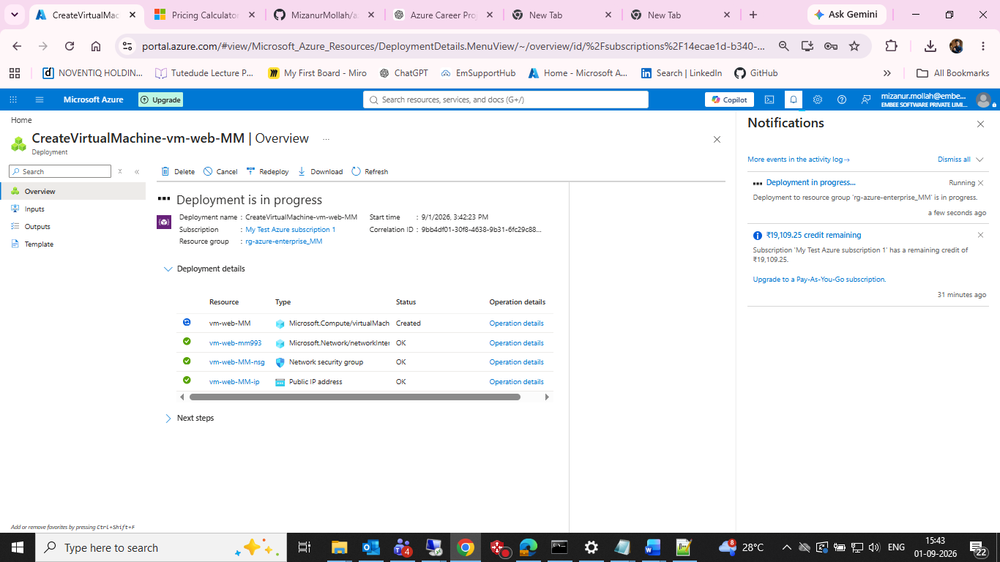 CreateVirtualMac
Pricing Calculator
MizanurMollah/a
Azure Career Pro
New Tab
New Tab
Ask Gemini
portal.azure.com/#view/Microsoft_Azure_Resources/DeploymentDetails.MenuView/~/overview/id/%2Fsubscriptions%2F14ecae1d-b340-...
NOVENTIQ HOLDIN...
Tutedude Lecture P...
My First Board - Miro
ChatGPT
EmSupportHub
Home - Microsoft A...
Search | LinkedIn
GitHub
All Bookmarks
Microsoft Azure
Upgrade
Search resources, services, and docs (G+/)
Copilot
mizanur.mollah@embe...
EMBEE SOFTWARE PRIVATE LIMI...
Home
CreateVirtualMachine-vm-web-MM | Overview ...
Deployment
Search
Overview
Inputs
Outputs
Template
Delete Cancel Redeploy Download Refresh
Deployment is in progress
Deployment name : CreateVirtualMachine-vm-web-MM Start time : 9/1/2026, 3:42:23 PM
Subscription : My Test Azure subscription 1 Correlation ID : 9bb4df01-30f8-4638-9b31-6fc29c88...
Resource group : rg-azure-enterprise_MM
Deployment details
Resource Type Status Operation details
vm-web-MM Microsoft.Compute/virtualMach Created Operation details
vm-web-mm993 Microsoft.Network/networkInter OK Operation details
vm-web-MM-nsg Network security group OK Operation details
vm-web-MM-ip Public IP address OK Operation details
Next steps
Add or remove favorites by pressing Ctrl+Shift+F
Notifications
More events in the activity log→ Dismiss all
Deployment in progress... Running
Deployment to resource group 'rg-azure-enterprise_MM' is in progress.
a few seconds ago
₹19,109.25 credit remaining
Subscription 'My Test Azure subscription 1' has a remaining credit of
₹19,109.25.
Upgrade to a Pay-As-You-Go subscription.
31 minutes ago
Type here to search
4
8
28°C
ENG
15:43
01-09-2026
22